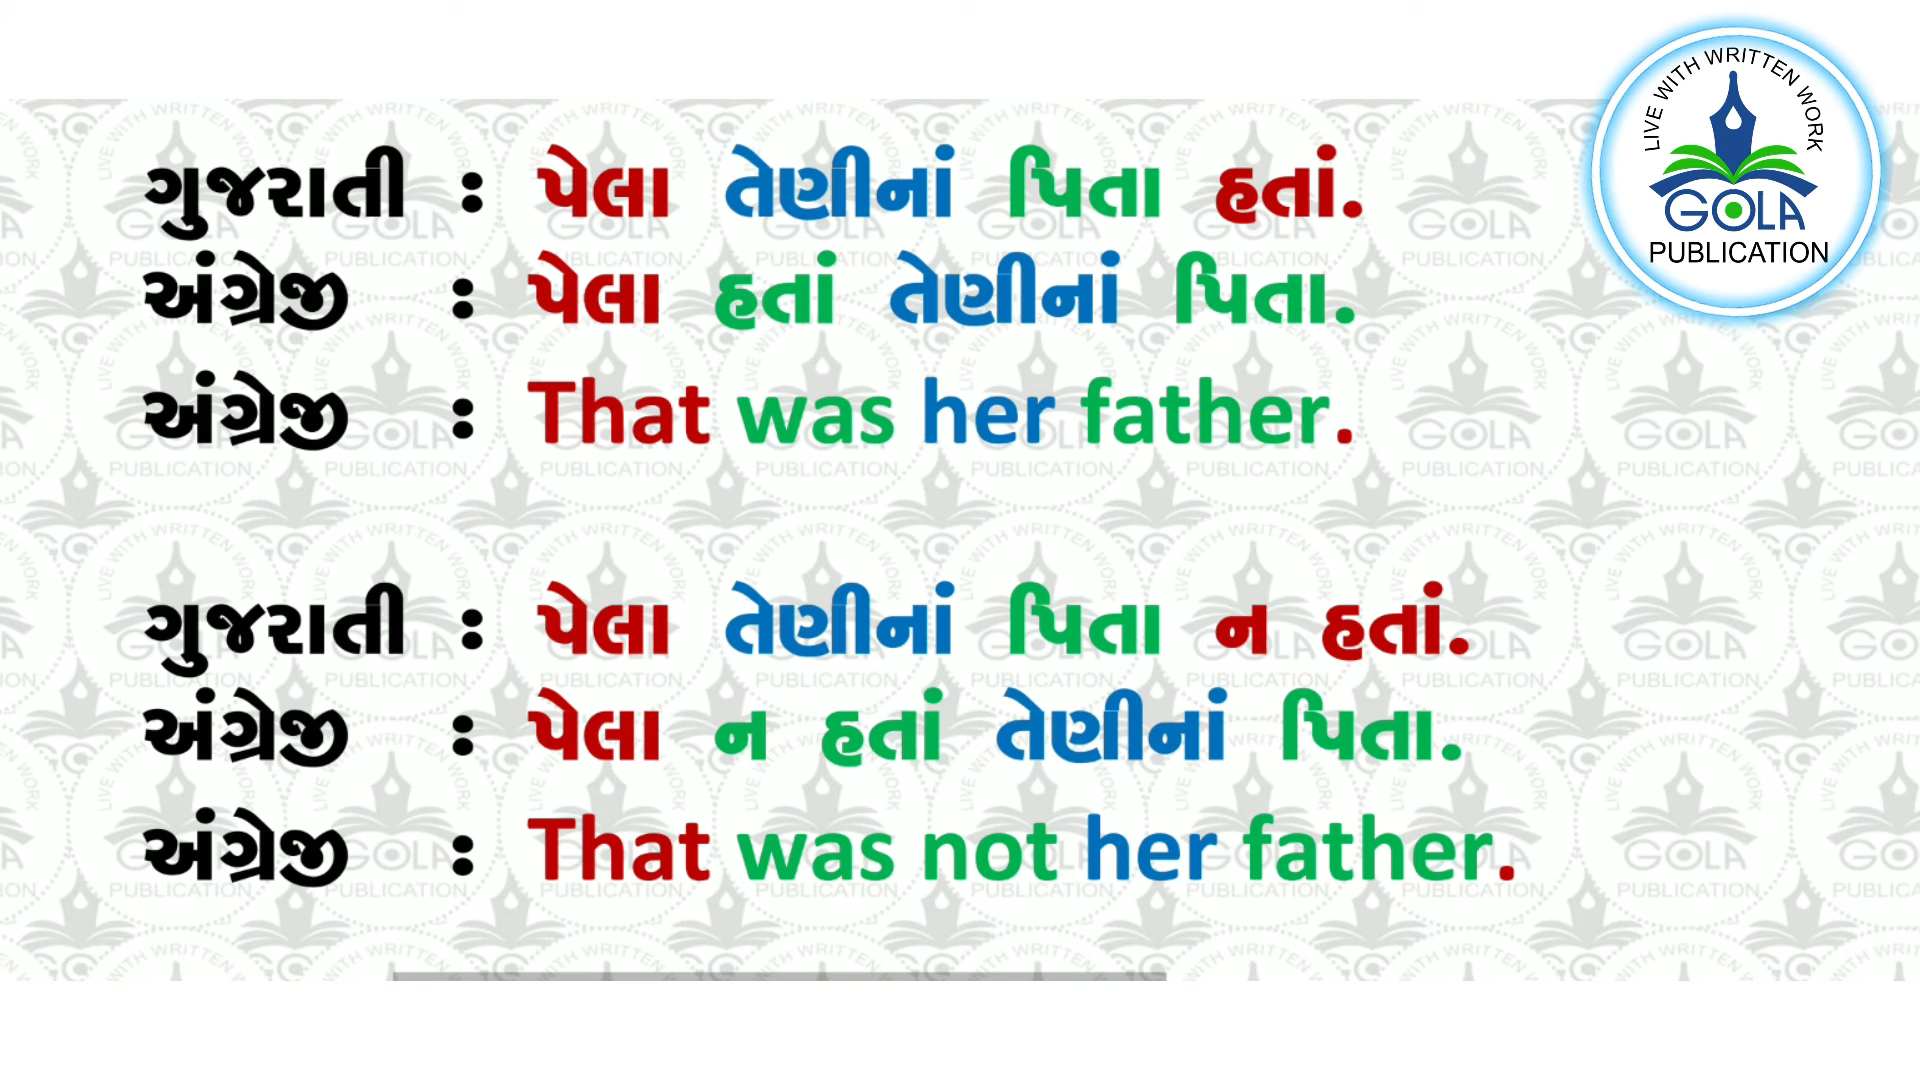 LIVE WITH WRITTEN WORK
GOLA
PUBLICATION
ગુજરાતી : પેલા તેણીનાં પિતા હતાં.
અંગ્રેજી : પેલા હતાં તેણીનાં પિતા.
અંગ્રેજી : That was her father.
ગુજરાતી : પેલા તેણીનાં પિતા ન હતાં.
અંગ્રેજી : પેલા ન હતાં તેણીનાં પિતા.
અંગ્રેજી : That was not her father.